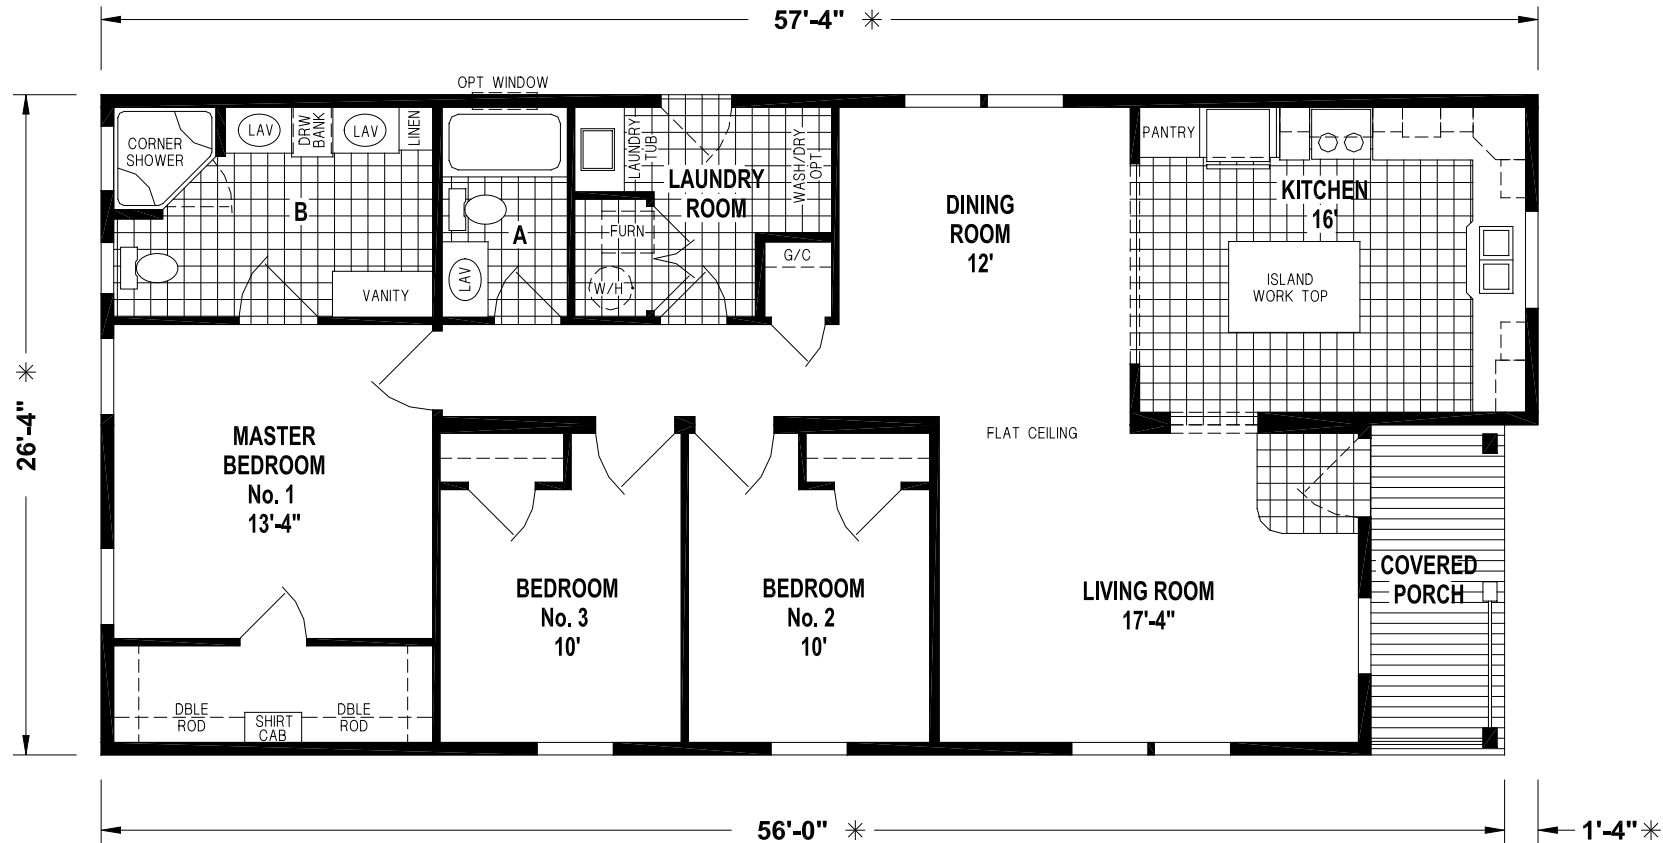 57'-4" ✳
OPT WINDOW
CORNER
SHOWER
LAV
DRW
BANK
LAV
LINEN
B
VANITY
A
LAV
LAUNDRY
TUB
LAUNDRY
ROOM
WASH/DRY
OPT
FURN
W/H
G/C
DINING
ROOM
12'
PANTRY
KITCHEN
16'
ISLAND
WORK TOP
26'-4" ✳
MASTER
BEDROOM
No. 1
13'-4"
FLAT CEILING
BEDROOM
No. 3
10'
BEDROOM
No. 2
10'
LIVING ROOM
17'-4"
COVERED
PORCH
DBLE
ROD
SHIRT
CAB
DBLE
ROD
56'-0" ✳
1'-4" ✳